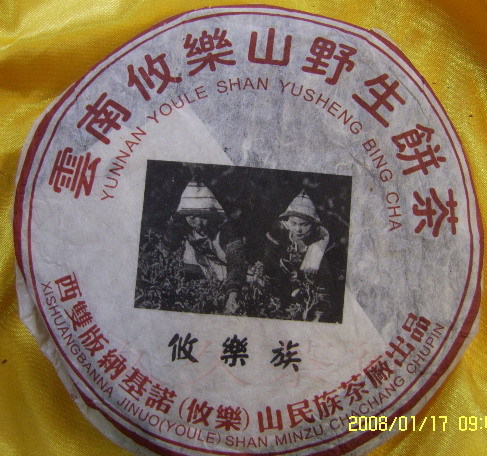 雲南攸樂山野生餅茶
YUNNAN YOULE SHAN YUSHENG BING CHA
攸樂族
西雙版納基諾(攸樂)山民族茶廠出品
XISHUANGBANNA JINUO(YOULE) SHAN MINZU CHACHANG CHUPIN
2008/01/17 09: